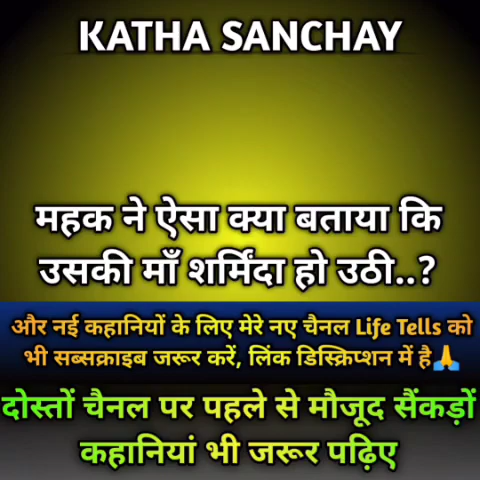 KATHA SANCHAY
महक ने ऐसा क्या बताया कि
उसकी माँ शर्मिंदा हो उठी..?
और नई कहानियों के लिए मेरे नए चैनल Life Tells को
भी सब्सक्राइब जरूर करें, लिंक डिस्क्रिप्शन में है🙏
दोस्तों चैनल पर पहले से मौजूद सैंकड़ों
कहानियां भी जरूर पढ़िए